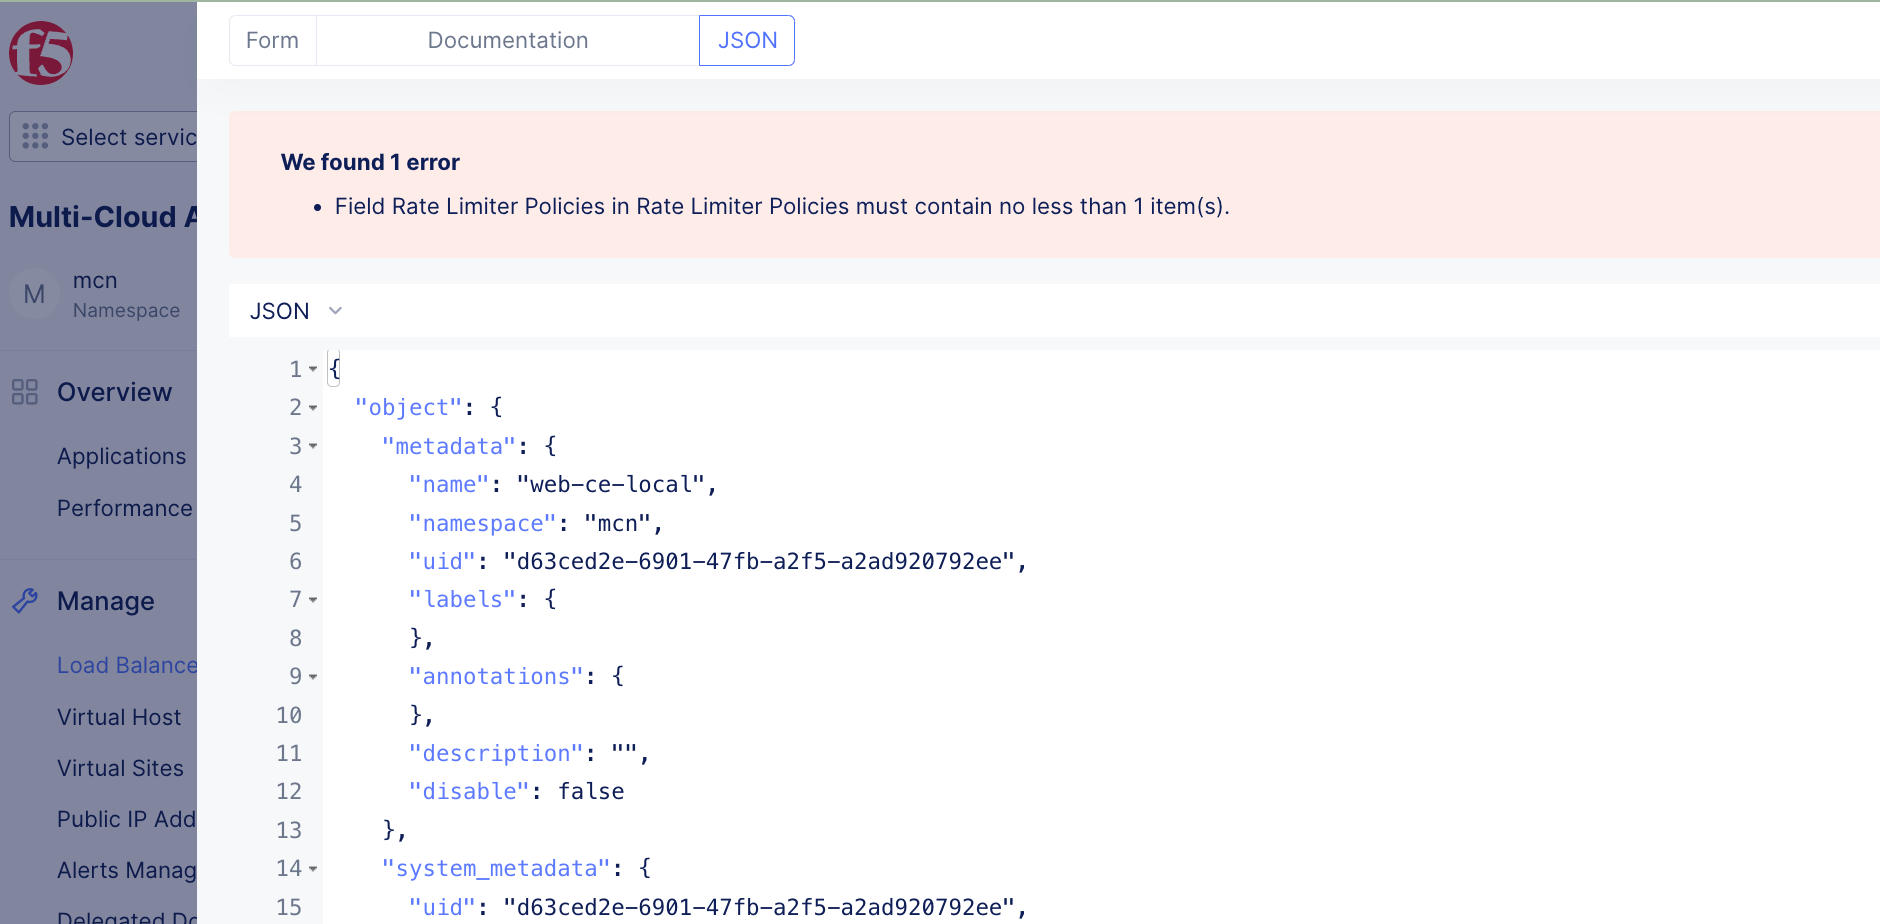 f5
Select servic
Multi-Cloud A
M
mcn
Namespace
Overview
Applications
Performance
Manage
Load Balance
Virtual Host
Virtual Sites
Public IP Add
Alerts Manag
Delegated Do
Form
Documentation
JSON
We found 1 error
• Field Rate Limiter Policies in Rate Limiter Policies must contain no less than 1 item(s).
JSON
1 {
2 "object": {
3 "metadata": {
4 "name": "web-ce-local",
5 "namespace": "mcn",
6 "uid": "d63ced2e-6901-47fb-a2f5-a2ad920792ee",
7 "labels": {
8 },
9 "annotations": {
10 },
11 "description": "",
12 "disable": false
13 },
14 "system_metadata": {
15 "uid": "d63ced2e-6901-47fb-a2f5-a2ad920792ee",